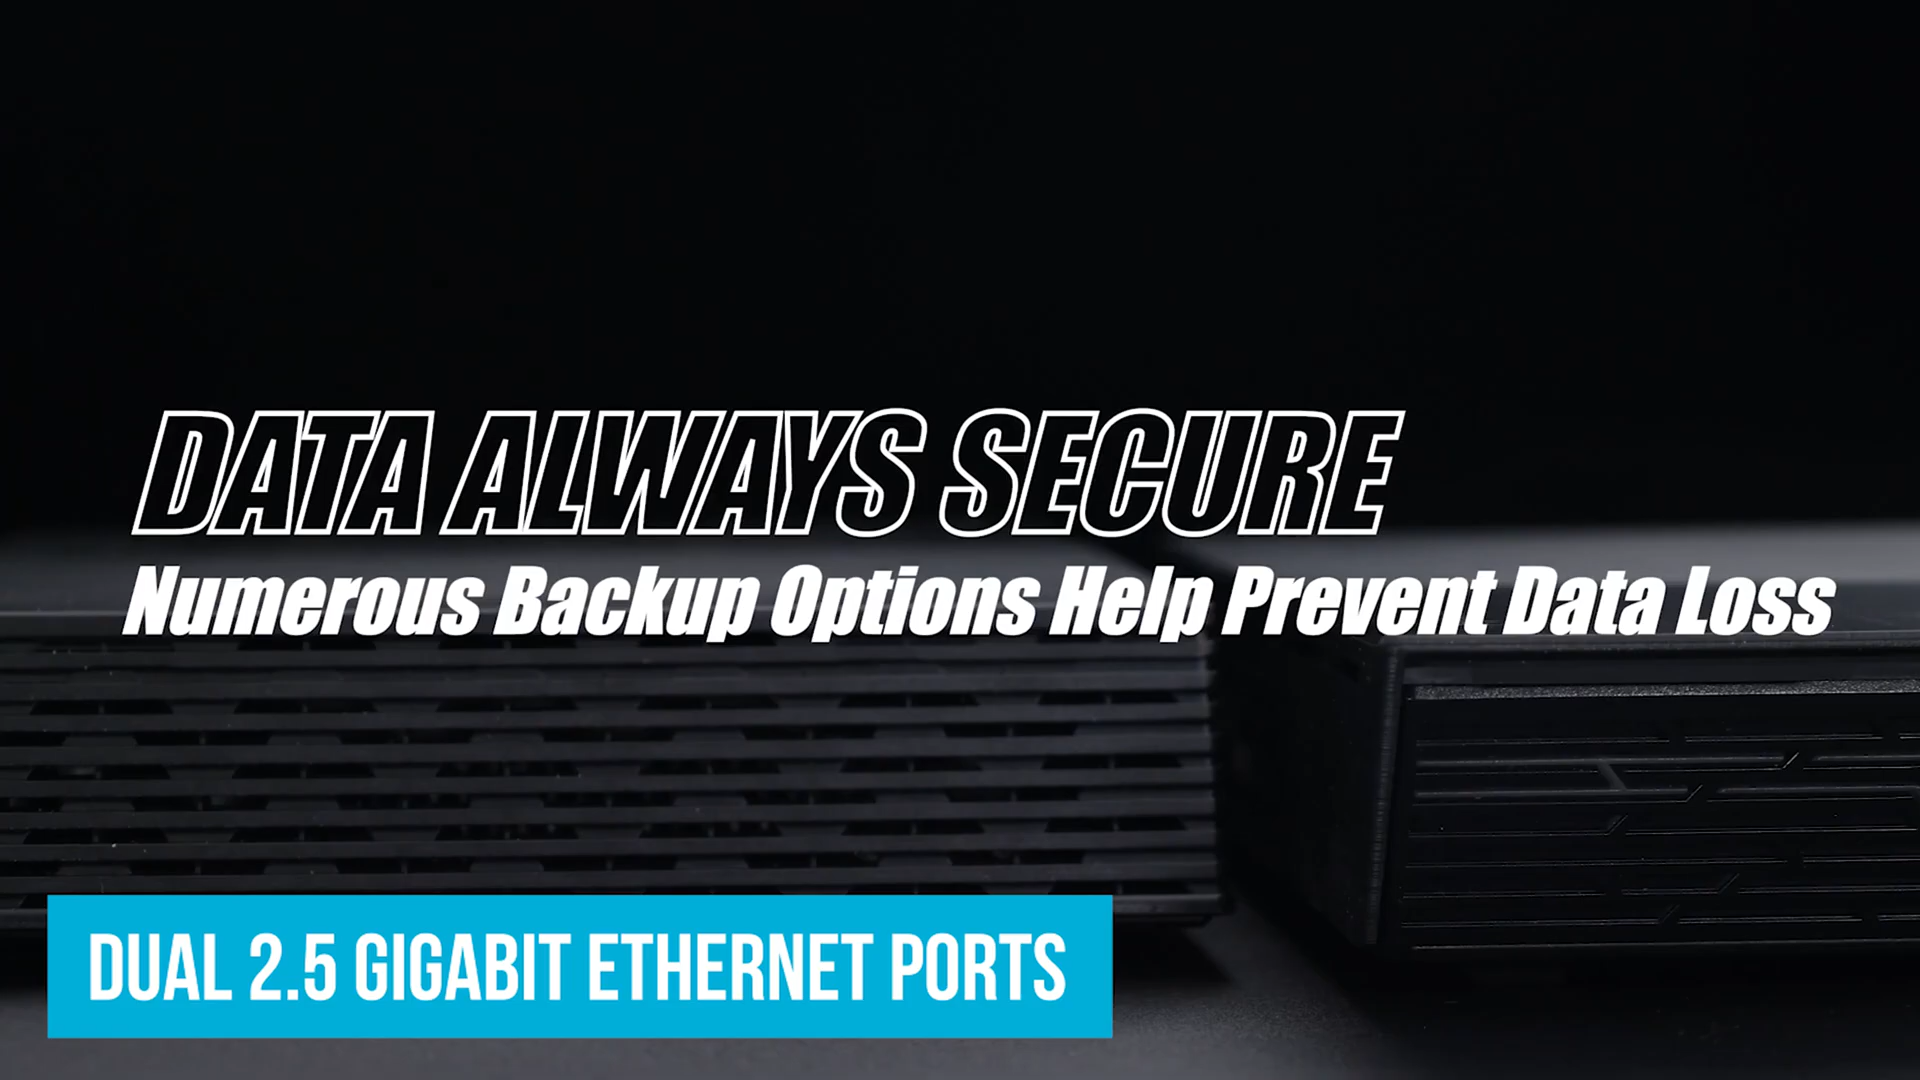 DATA ALWAYS SECURE
Numerous Backup Options Help Prevent Data Loss
DUAL 2.5 GIGABIT ETHERNET PORTS